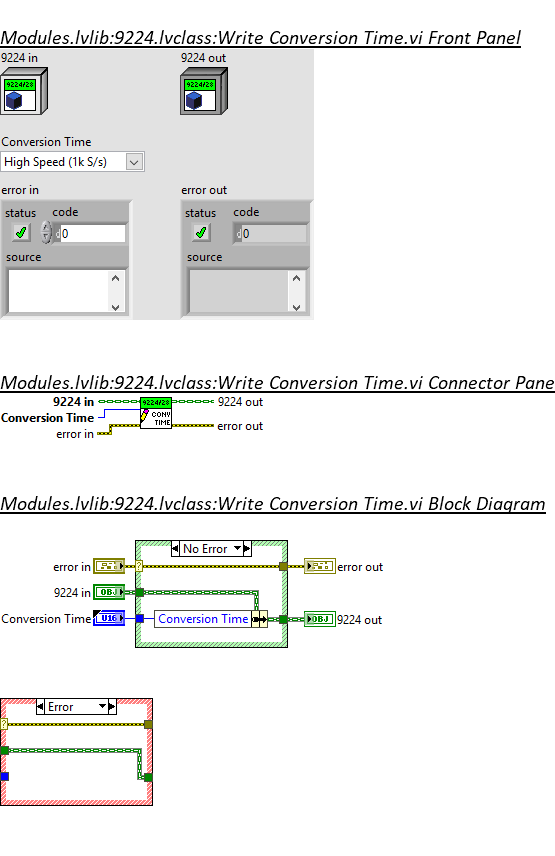 Modules.lvlib:9224.lvclass:Write Conversion Time.vi Front Panel
9224 in 9224 out
9224/28 9224/28
Conversion Time
High Speed (1k S/s)
error in error out
status code status code
d 0 d 0
source source
Modules.lvlib:9224.lvclass:Write Conversion Time.vi Connector Pane
9224 in 9224/28 9224 out
Conversion Time CONV
error in TIME error out
Modules.lvlib:9224.lvclass:Write Conversion Time.vi Block Diagram
No Error
error in ? error out
9224 in OBJ
Conversion Time U16 Conversion Time OBJ 9224 out
Error
?